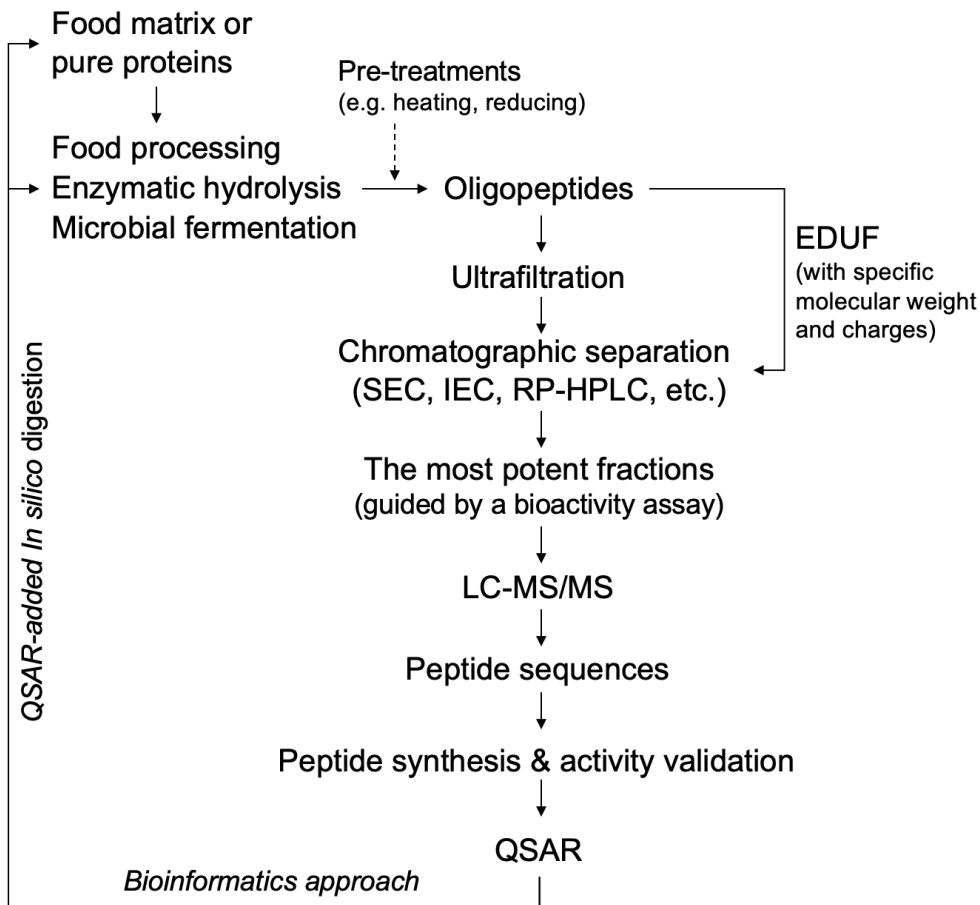 Food matrix or
pure proteins
Pre-treatments
(e.g. heating, reducing)
Food processing
Enzymatic hydrolysis
Microbial fermentation
Oligopeptides
EDUF
(with specific
molecular weight
and charges)
Ultrafiltration
Chromatographic separation
(SEC, IEC, RP-HPLC, etc.)
The most potent fractions
(guided by a bioactivity assay)
LC-MS/MS
Peptide sequences
Peptide synthesis & activity validation
QSAR
Bioinformatics approach
QSAR-added In silico digestion